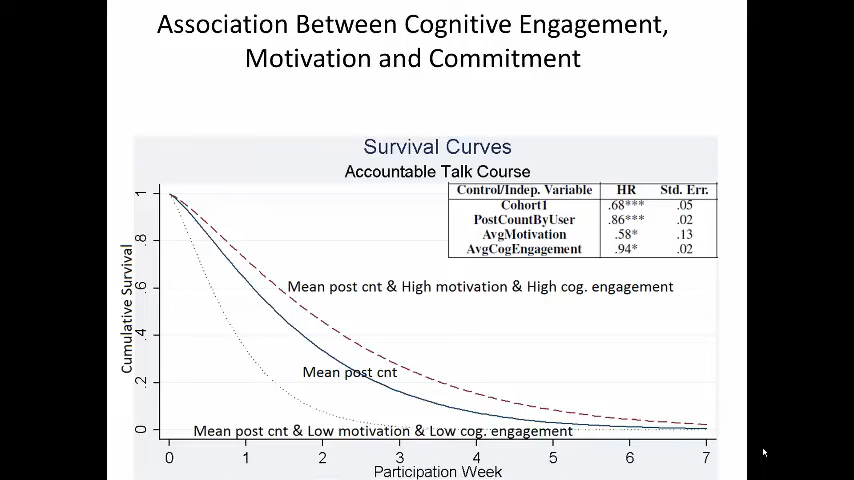 Association Between Cognitive Engagement,
Motivation and Commitment
Survival Curves
Accountable Talk Course
Control/Indep. Variable HR Std. Err.
Cohort1 .68*** .05
PostCountByUser .86*** .02
AvgMotivation .58* .13
AvgCogEngagement .94* .02
Cumulative Survival
1
.8
.6
.4
.2
0
Mean post cnt & High motivation & High cog. engagement
Mean post cnt
Mean post cnt & Low motivation & Low cog. engagement
0 1 2 3 4 5 6 7
Participation Week